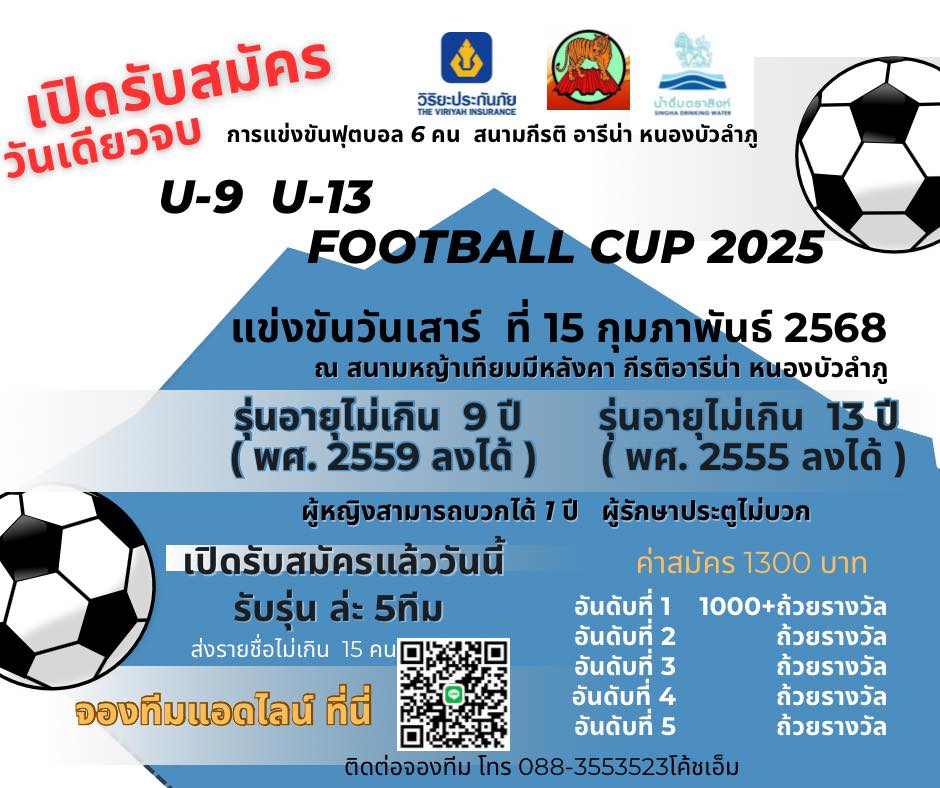 เปิดรับสมัคร
วันเดียวจบ
วิริยะประกันภัย
THE VIRIYAH INSURANCE
น้ำดื่มตราสิงห์
SINGHA DRINKING WATER
การแข่งขันฟุตบอล 6 คน สนามกีรติ อารีน่า หนองบัวลำภู
U-9 U-13
FOOTBALL CUP 2025
แข่งขันวันเสาร์ ที่ 15 กุมภาพันธ์ 2568
ณ สนามหญ้าเทียมมีหลังคา กีรติอารีน่า หนองบัวลำภู
รุ่นอายุไม่เกิน 9 ปี
( พศ. 2559 ลงได้ )
รุ่นอายุไม่เกิน 13 ปี
( พศ. 2555 ลงได้ )
ผู้หญิงสามารถบวกได้ 1 ปี ผู้รักษาประตูไม่บวก
เปิดรับสมัครแล้ววันนี้
รับรุ่น ล่ะ 5ทีม
ส่งรายชื่อไม่เกิน 15 คน
จองทีมแอดไลน์ ที่นี่
ค่าสมัคร 1300 บาท
อันดับที่ 1 1000+ถ้วยรางวัล
อันดับที่ 2 ถ้วยรางวัล
อันดับที่ 3 ถ้วยรางวัล
อันดับที่ 4 ถ้วยรางวัล
อันดับที่ 5 ถ้วยรางวัล
ติดต่อจองทีม โทร 088-3553523โค้ชเอ็ม